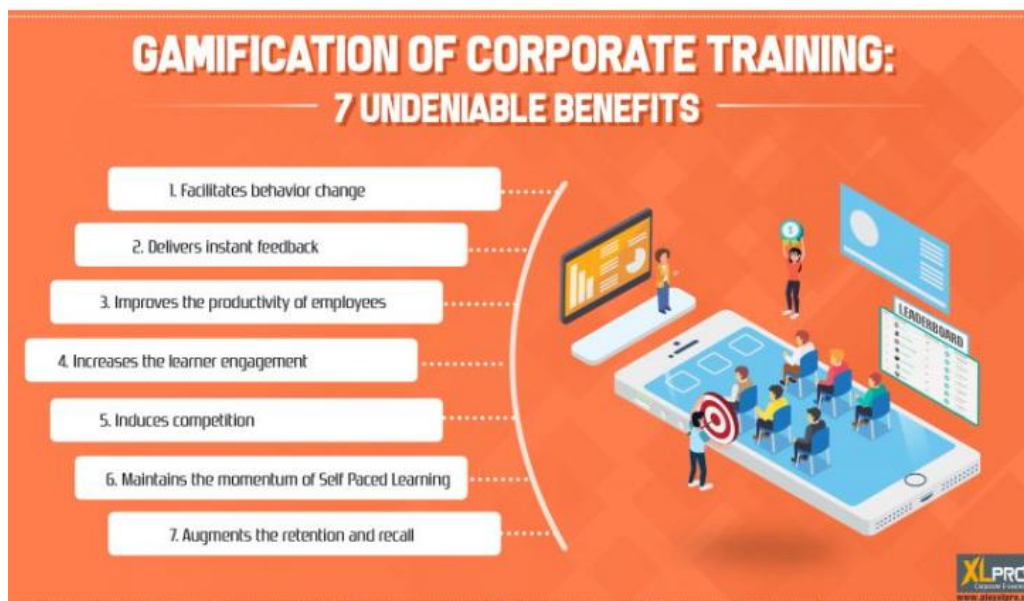 GAMIFICATION OF CORPORATE TRAINING:
7 UNDENIABLE BENEFITS
1. Facilitates behavior change
2. Delivers instant feedback
3. Improves the productivity of employees
4. Increases the learner engagement
5. Induces competition
6. Maintains the momentum of Self Paced Learning
7. Augments the retention and recall
LEADERBOARD
XLPRO